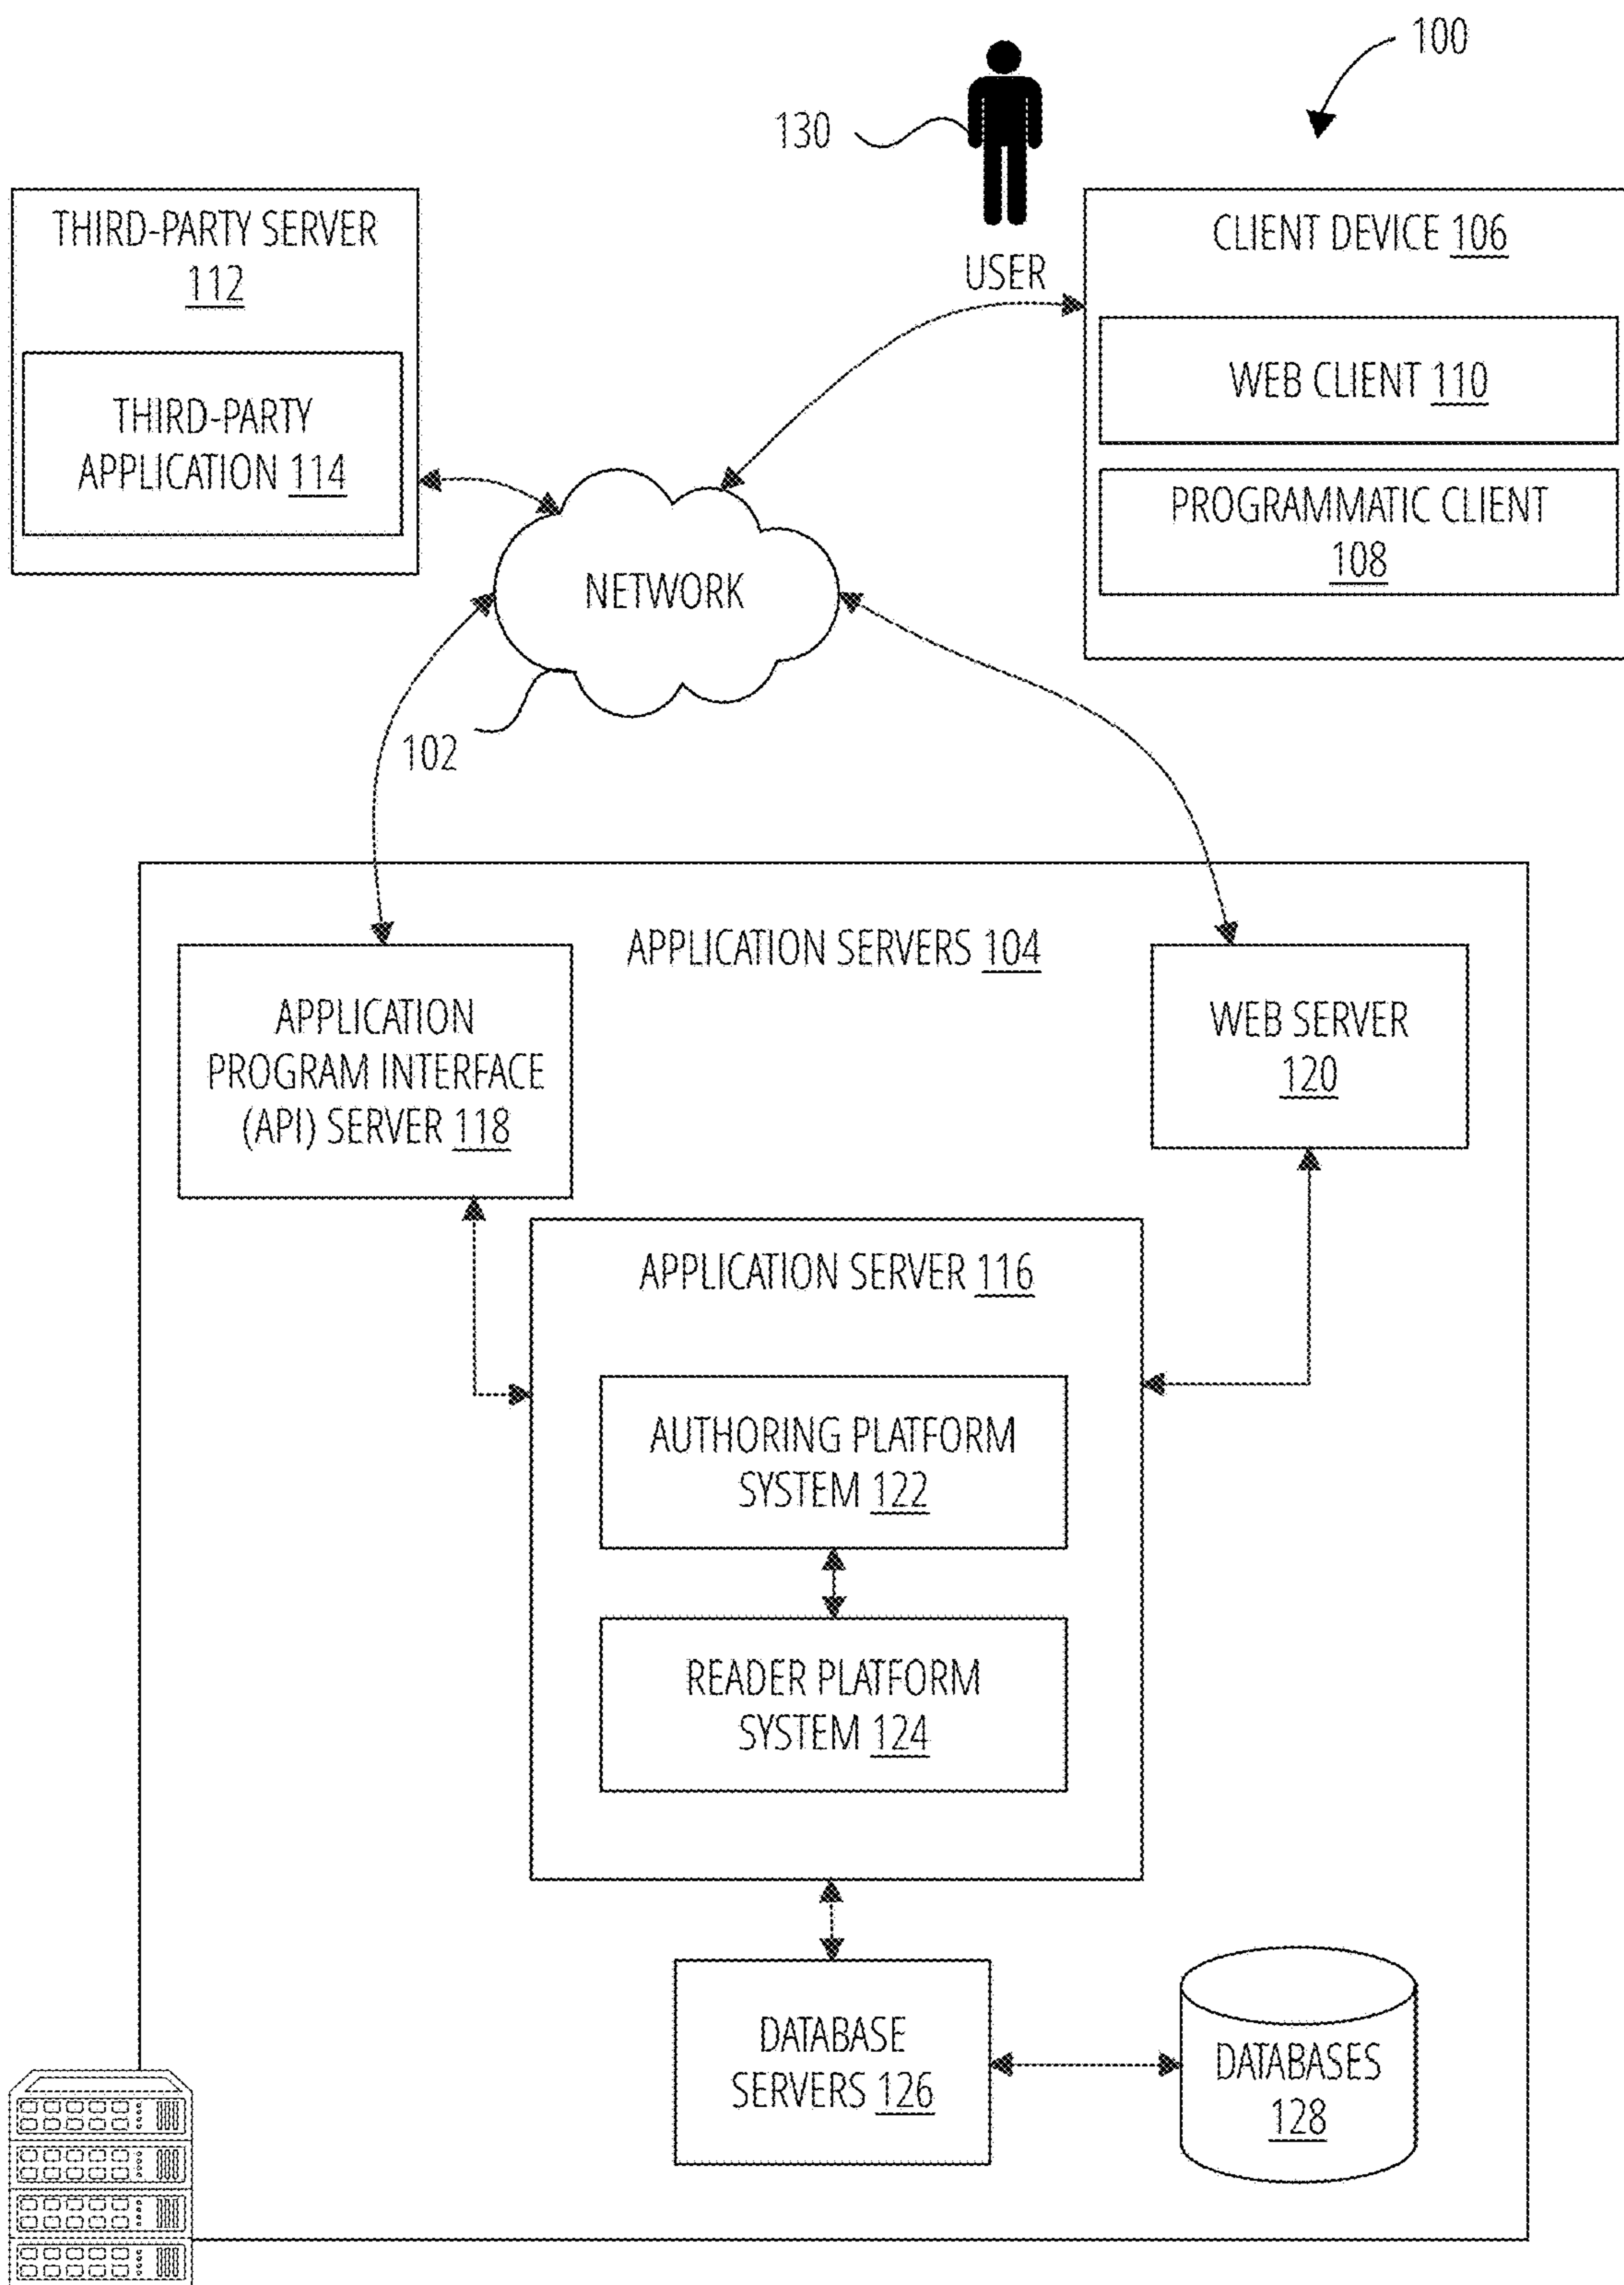 100
130
USER
THIRD-PARTY SERVER
112
THIRD-PARTY
APPLICATION 114
CLIENT DEVICE 106
WEB CLIENT 110
PROGRAMMATIC CLIENT
108
NETWORK
102
APPLICATION SERVERS 104
APPLICATION
PROGRAM INTERFACE
(API) SERVER 118
WEB SERVER
120
APPLICATION SERVER 116
AUTHORING PLATFORM
SYSTEM 122
READER PLATFORM
SYSTEM 124
DATABASE
SERVERS 126
DATABASES
128